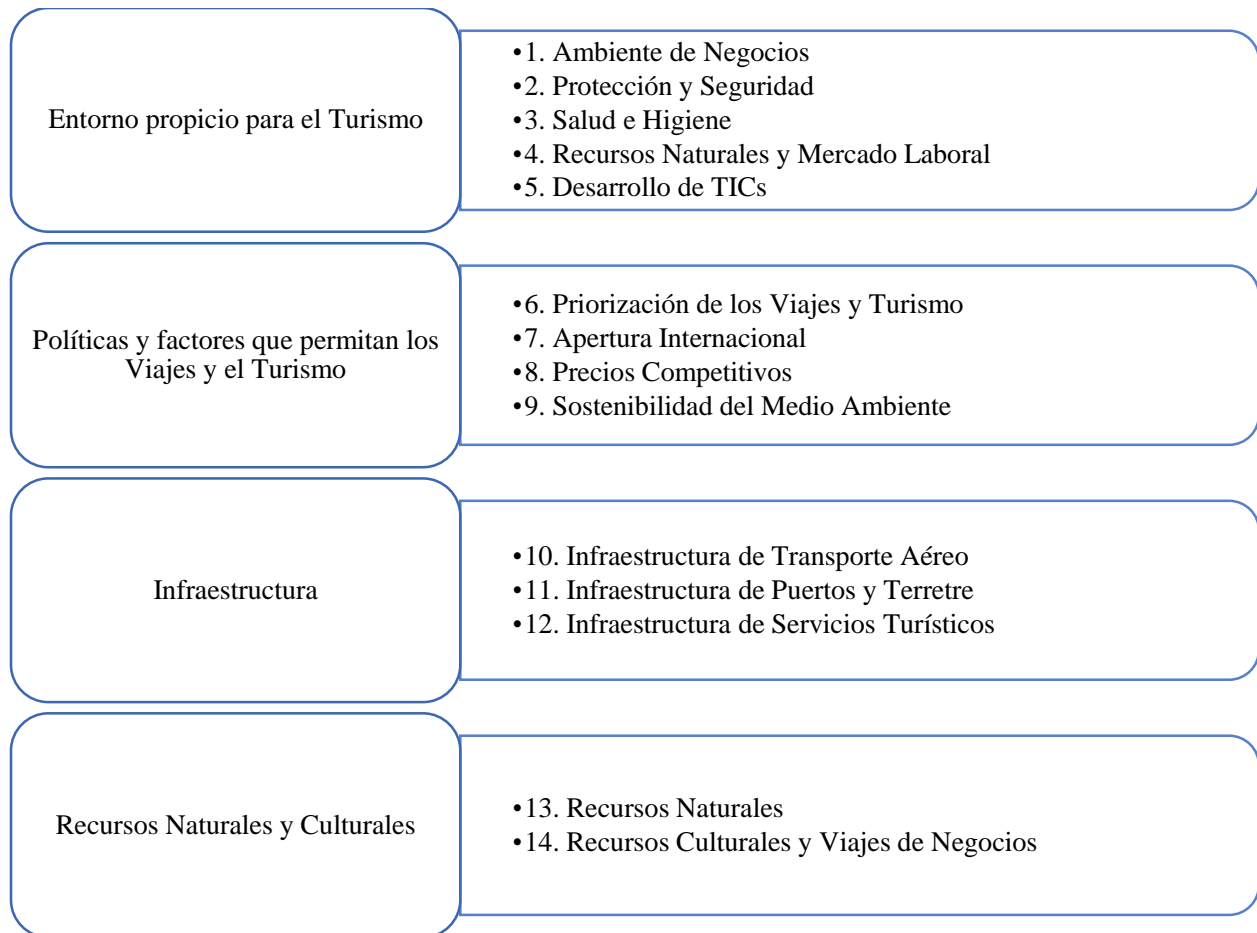 Entorno propicio para el Turismo
•1. Ambiente de Negocios
•2. Protección y Seguridad
•3. Salud e Higiene
•4. Recursos Naturales y Mercado Laboral
•5. Desarrollo de TICs
Políticas y factores que permitan los
Viajes y el Turismo
•6. Priorización de los Viajes y Turismo
•7. Apertura Internacional
•8. Precios Competitivos
•9. Sostenibilidad del Medio Ambiente
Infraestructura
•10. Infraestructura de Transporte Aéreo
•11. Infraestructura de Puertos y Terretre
•12. Infraestructura de Servicios Turísticos
Recursos Naturales y Culturales
•13. Recursos Naturales
•14. Recursos Culturales y Viajes de Negocios